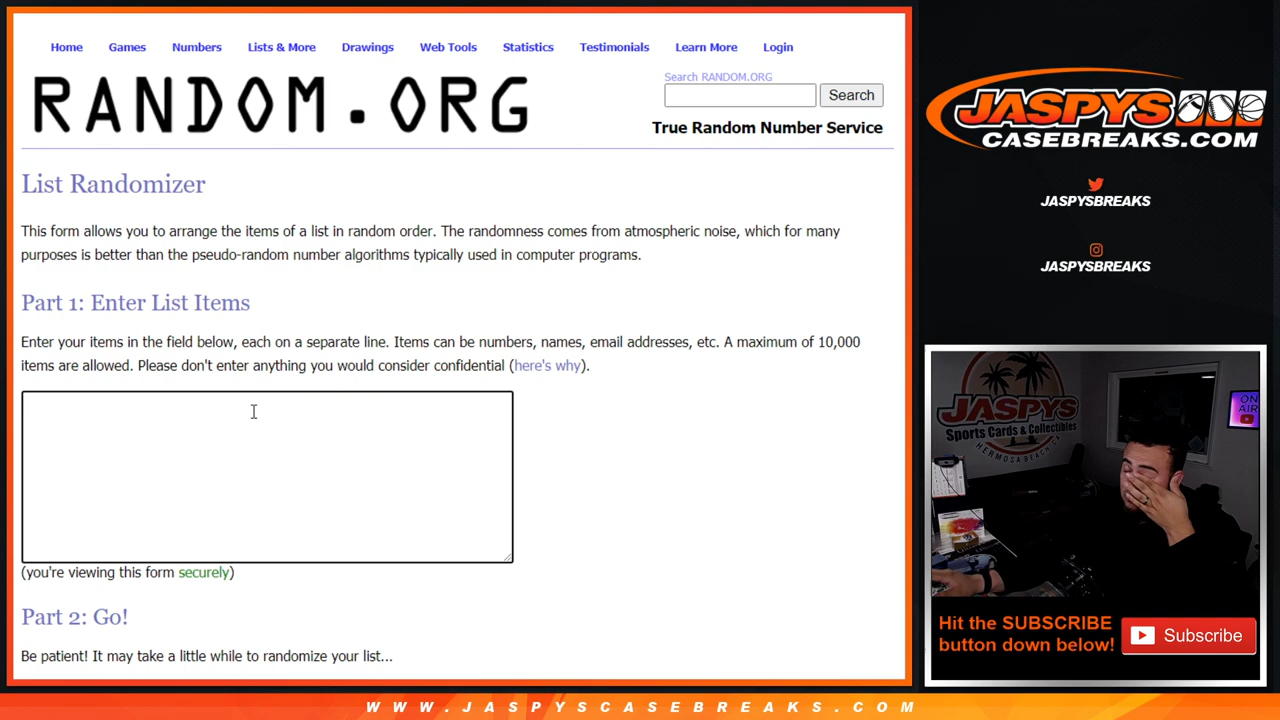 Home Games Numbers Lists & More Drawings Web Tools Statistics Testimonials Learn More Login
RANDOM.ORG
Search RANDOM.ORG
Search
True Random Number Service
List Randomizer
This form allows you to arrange the items of a list in random order. The randomness comes from atmospheric noise, which for many
purposes is better than the pseudo-random number algorithms typically used in computer programs.
Part 1: Enter List Items
Enter your items in the field below, each on a separate line. Items can be numbers, names, email addresses, etc. A maximum of 10,000
items are allowed. Please don't enter anything you would consider confidential (here's why).
(you're viewing this form securely)
Part 2: Go!
Be patient! It may take a little while to randomize your list...
JASPYS
CASEBREAKS.COM
JASPYSBREAKS
JASPYSBREAKS
JASPYS
Sports Cards & Collectibles
HERMOSA BEACH, CA
ON
AIR
Hit the SUBSCRIBE
button down below!
Subscribe
WWW.JASPYSCASEBREAKS.COM